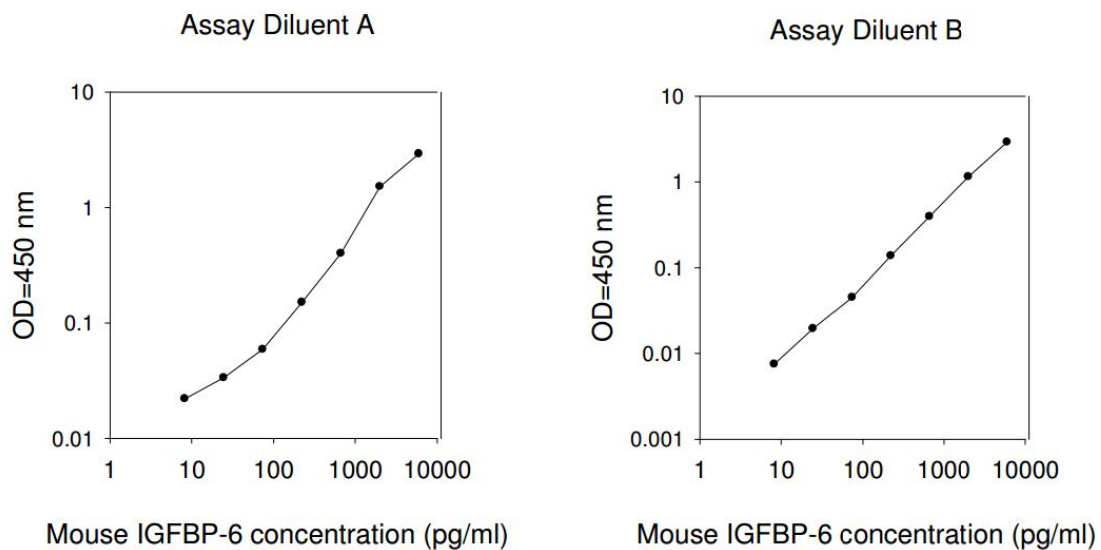 Assay Diluent A
10
1
0.1
0.01
OD=450 nm
1 10 100 1000 10000
Mouse IGFBP-6 concentration (pg/ml)
Assay Diluent B
10
1
0.1
0.01
0.001
OD=450 nm
1 10 100 1000 10000
Mouse IGFBP-6 concentration (pg/ml)